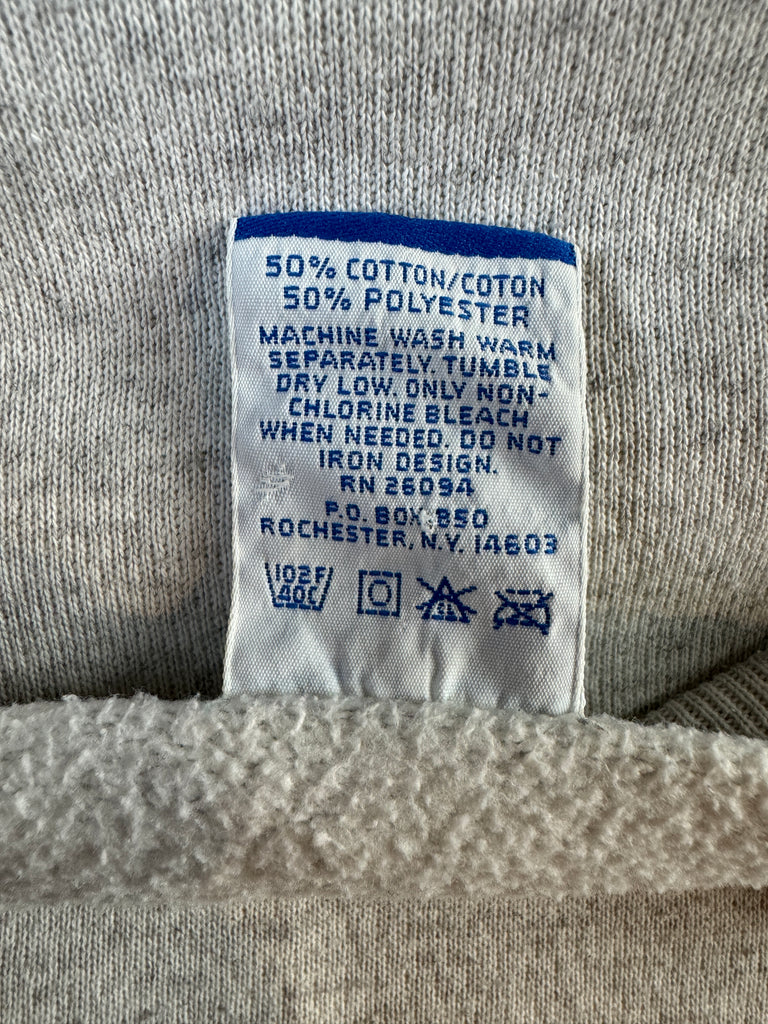 50% COTTON/COTON
50% POLYESTER
MACHINE WASH WARM
SEPARATELY. TUMBLE
DRY LOW. ONLY NON-
CHLORINE BLEACH
WHEN NEEDED. DO NOT
IRON DESIGN.
RN 26094
P.O. BOX 850
ROCHESTER, N.Y. 14603
102F
40C
CL